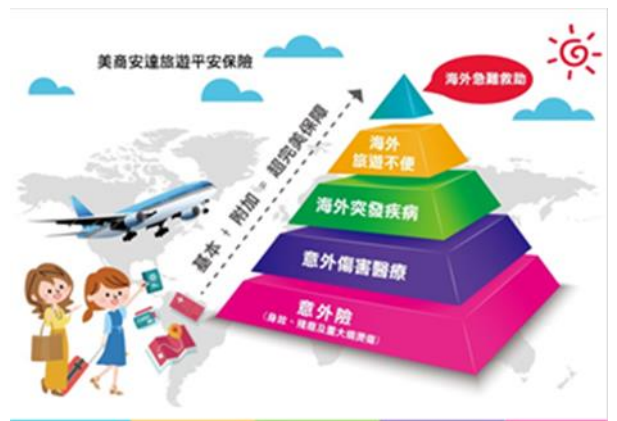 美商安達旅遊平安保險
海外急難救助
海外
旅遊不便
海外突發疾病
意外傷害醫療
意外險
(身故、殘廢及重大燒燙傷)
基本 + 附加 = 超完美保障